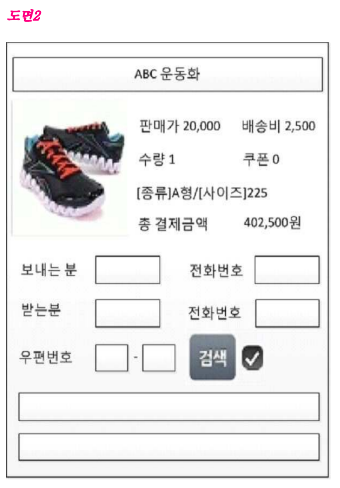 도면2
ABC 운동화
판매가 20,000 배송비 2,500
수량 1 쿠폰 0
[종류]A형/[사이즈]225
총 결제금액 402,500원
보내는 분 전화번호
받는분 전화번호
우편번호 - 검색